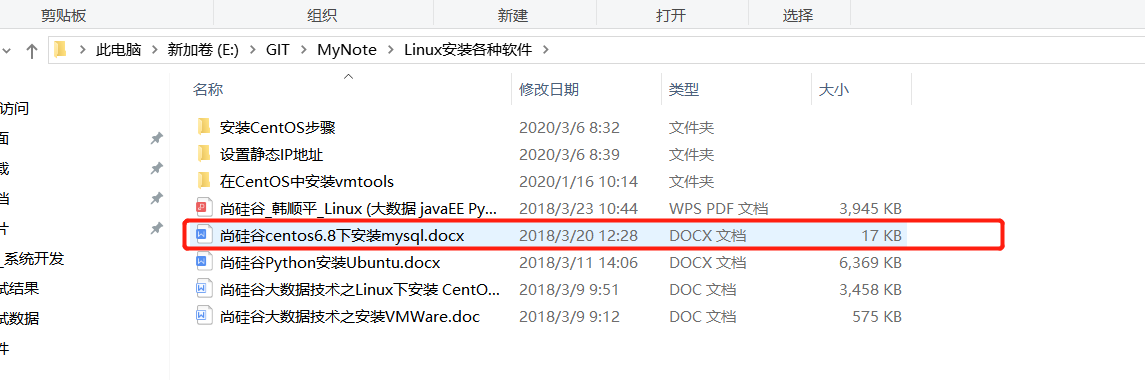 剪贴板 组织 新建 打开 选择
此电脑 新加卷 (E:) GIT MyNote Linux安装各种软件
名称 修改日期 类型 大小
访问
面
载
档
片
_系统开发
试结果
试数据
件
安装CentOS步骤 2020/3/6 8:32 文件夹
设置静态IP地址 2020/3/6 8:39 文件夹
在CentOS中安装vmtools 2020/1/16 10:14 文件夹
尚硅谷_韩顺平_Linux (大数据 javaEE Py... 2018/3/23 10:44 WPS PDF 文档 3,945 KB
尚硅谷centos6.8下安装mysql.docx 2018/3/20 12:28 DOCX 文档 17 KB
尚硅谷Python安装Ubuntu.docx 2018/3/11 14:06 DOCX 文档 6,369 KB
尚硅谷大数据技术之Linux下安装 CentO... 2018/3/9 9:51 DOC 文档 3,458 KB
尚硅谷大数据技术之安装VMWare.doc 2018/3/9 9:12 DOC 文档 575 KB